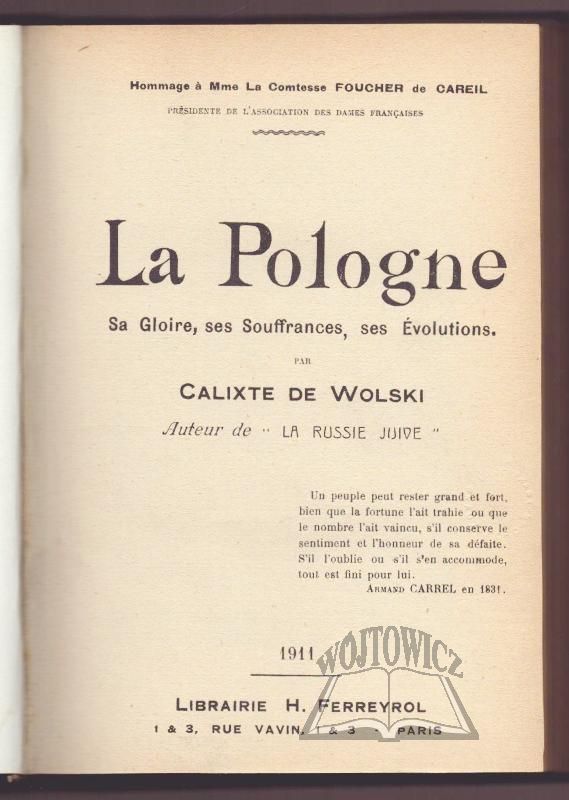 Hommage à Mme La Comtesse FOUCHER de CAREIL
PRÉSIDENTE DE L'ASSOCIATION DES DAMES FRANÇAISES
La Pologne
Sa Gloire, ses Souffrances, ses Évolutions.
PAR
CALIXTE DE WOLSKI
Auteur de " LA RUSSIE JUIVE "
Un peuple peut rester grand et fort,
bien que la fortune l'ait trahie ou que
le nombre l'ait vaincu, s'il conserve le
sentiment et l'honneur de sa défaite.
S'il l'oublie ou s'il s'en accommode,
tout est fini pour lui.
ARMAND CARREL en 1831.
1911
WÓJTOWICZ
LIBRAIRIE H. FERREYROL
1 & 3, RUE VAVIN, 1 & 3 - PARIS